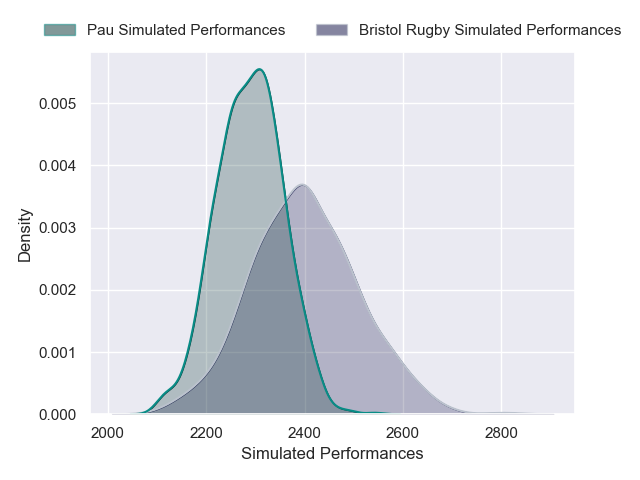 Pau Simulated Performances
Bristol Rugby Simulated Performances
0.005
0.004
0.003
0.002
0.001
0.000
Density
2000 2200 2400 2600 2800
Simulated Performances